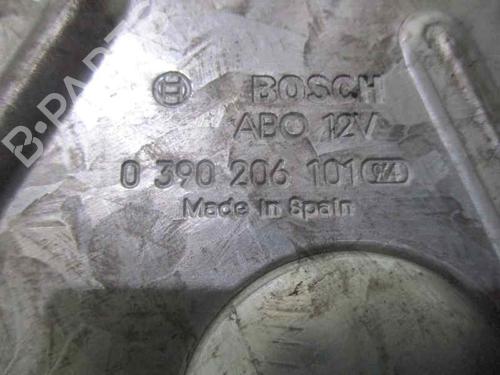 B-PARTS
BOSCH
ABO 12V
0 390 206 101
Made in Spain